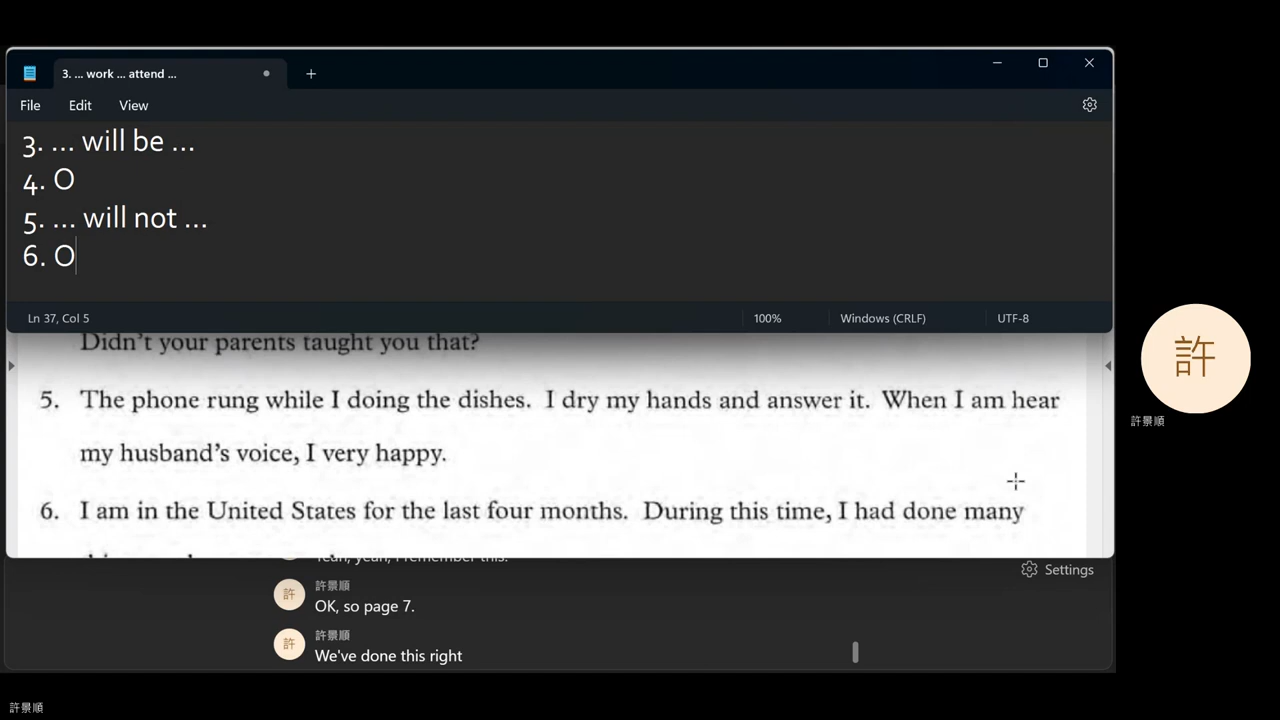 3. ... work ... attend ...
File Edit View
3. ... will be ...
4. O
5. ... will not ...
6. O
Ln 37, Col 5 100% Windows (CRLF) UTF-8
Didn't your parents taught you that?
5. The phone rung while I doing the dishes. I dry my hands and answer it. When I am hear
my husband's voice, I very happy.
6. I am in the United States for the last four months. During this time, I had done many
許
許景順
Yeah, yeah, I remember this.
Settings
許
許景順
OK, so page 7.
許
許景順
We've done this right
許景順